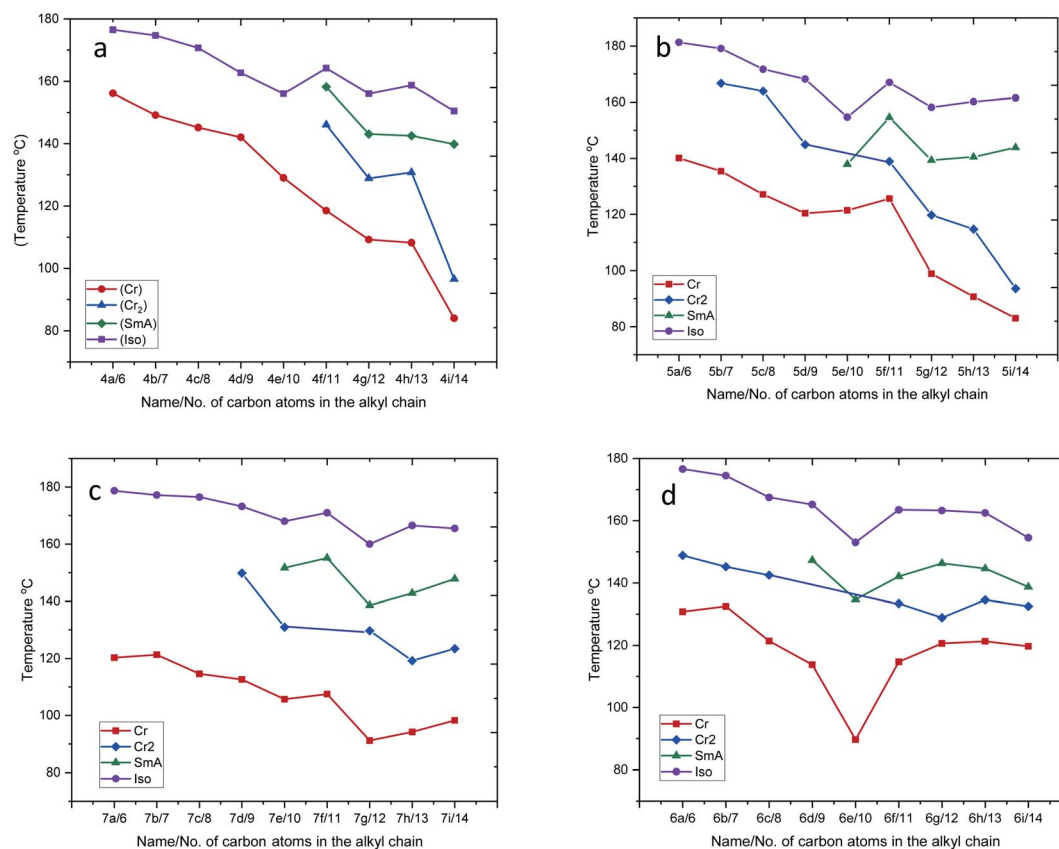 a
(Temperature ºC)
180
160
140
120
100
80
(Cr)
(Cr₂)
(SmA)
(Iso)
4a/6 4b/7 4c/8 4d/9 4e/10 4f/11 4g/12 4h/13 4i/14
Name/No. of carbon atoms in the alkyl chain
b
Temperature ºC
180
160
140
120
100
80
Cr
Cr2
SmA
Iso
5a/6 5b/7 5c/8 5d/9 5e/10 5f/11 5g/12 5h/13 5i/14
Name/No. of carbon atoms in the alkyl chain
c
Temperature ºC
180
160
140
120
100
80
Cr
Cr2
SmA
Iso
7a/6 7b/7 7c/8 7d/9 7e/10 7f/11 7g/12 7h/13 7i/14
Name/No. of carbon atoms in the alkyl chain
d
Temperature ºC
180
160
140
120
100
80
Cr
Cr2
SmA
Iso
6a/6 6b/7 6c/8 6d/9 6e/10 6f/11 6g/12 6h/13 6i/14
Name/No. of carbon atoms in the alkyl chain